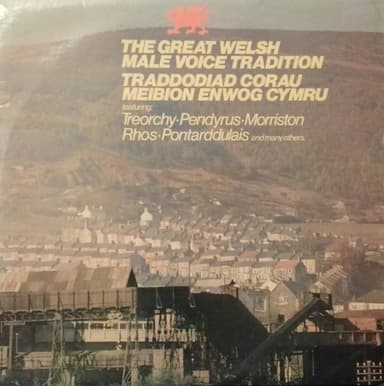 THE GREAT WELSH
MALE VOICE TRADITION
TRADDODIAD CORAU
MEIBION ENWOG CYMRU
featuring:
Treorchy·Pendyrus·Morriston
Rhos·Pontarddulais and many others.